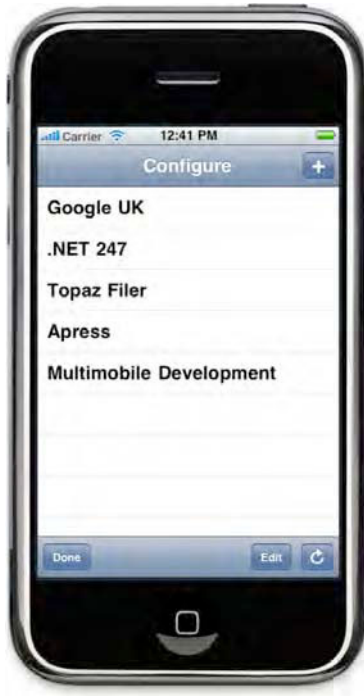 Carrier 12:41 PM
Configure +
Google UK
.NET 247
Topaz Filer
Apress
Multimobile Development
Done Edit